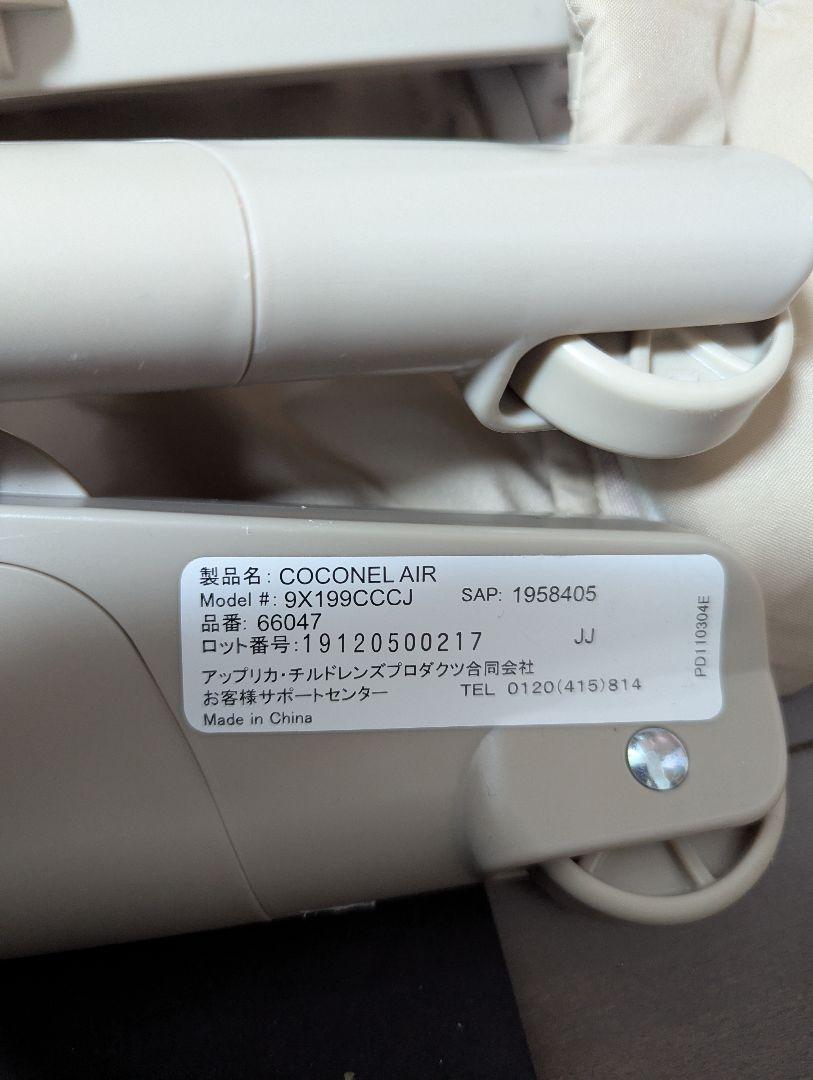 製品名: COCONEL AIR
Model #: 9X199CCCJ SAP: 1958405
品番: 66047
ロット番号:19120500217 JJ
アップリカ・チルドレンズプロダクツ合同会社
お客様サポートセンター TEL 0120(415)814
Made in China
PD110304E